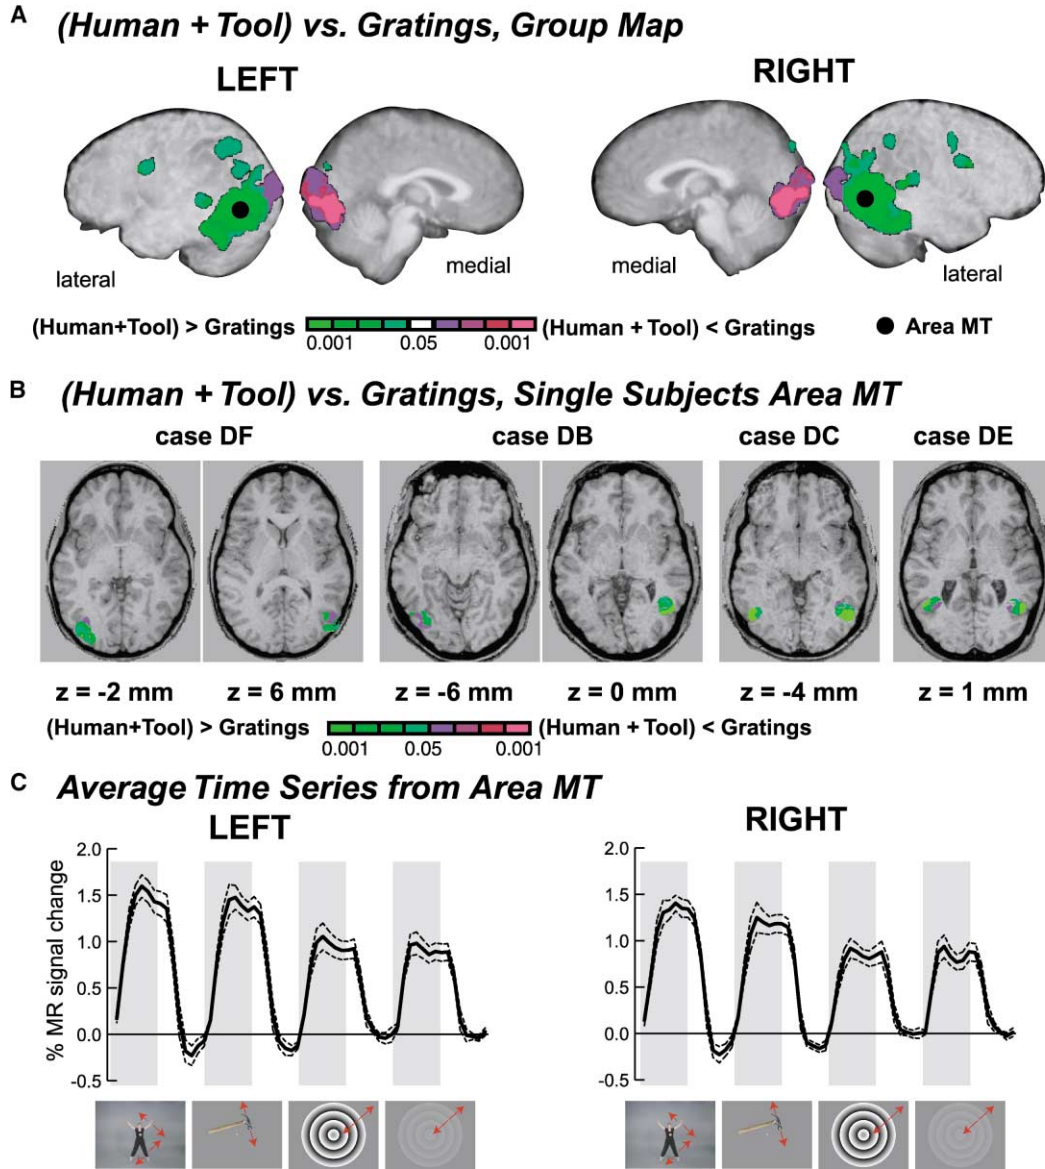 A (Human + Tool) vs. Gratings, Group Map
LEFT RIGHT
lateral medial medial lateral
(Human+Tool) > Gratings (Human + Tool) < Gratings Area MT
0.001 0.05 0.001
B (Human + Tool) vs. Gratings, Single Subjects Area MT
case DF case DB case DC case DE
z = -2 mm z = 6 mm z = -6 mm z = 0 mm z = -4 mm z = 1 mm
(Human+Tool) > Gratings (Human + Tool) < Gratings
0.001 0.05 0.001
C Average Time Series from Area MT
LEFT RIGHT
% MR signal change
2.0
1.5
1.0
0.5
0.0
-0.5
2.0
1.5
1.0
0.5
0.0
-0.5